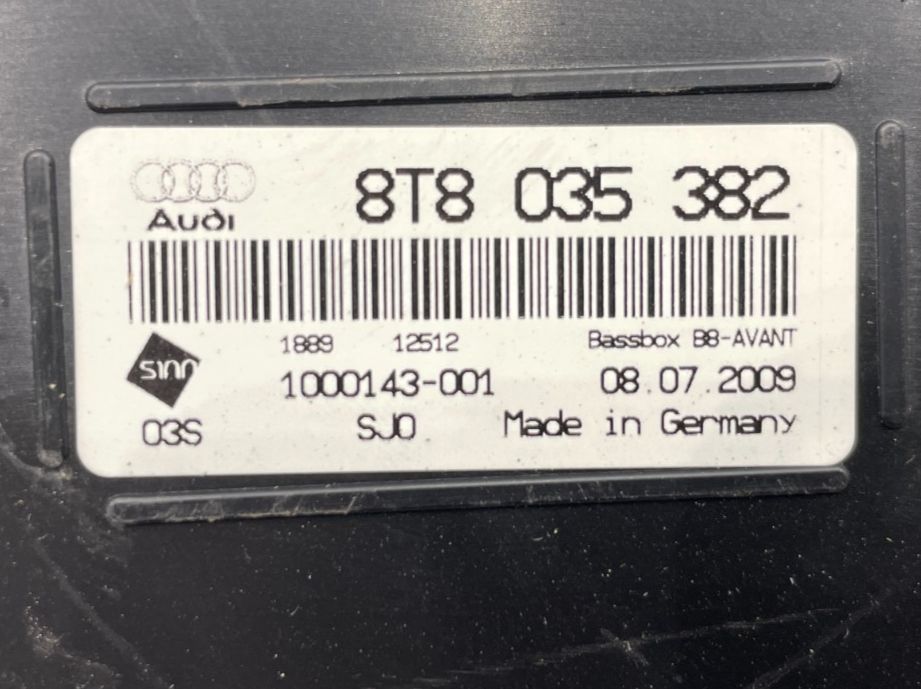 Audi
8T8 035 382
1889 12512 Bassbox B8-AVANT
sinn
1000143-001 08.07.2009
03S SJ0 Made in Germany